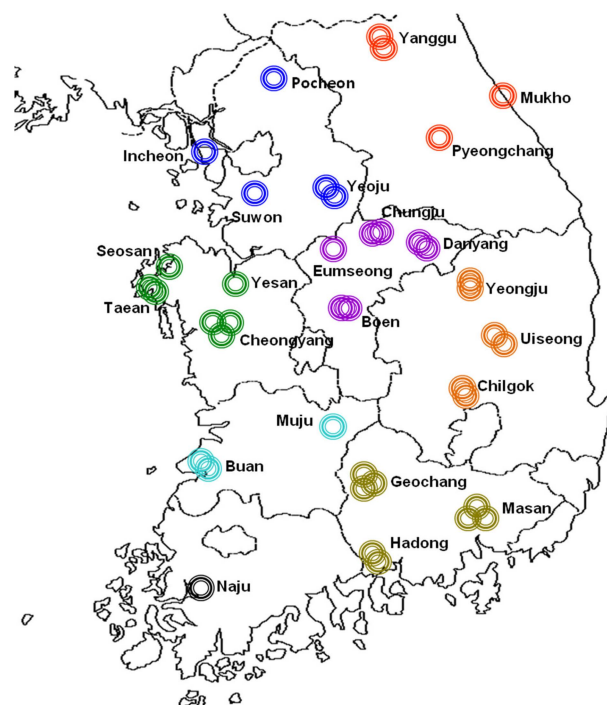 Yanggu
Pocheon
Mukho
Pyeongchang
Incheon
Yeoju
Suwon
Chungju
Danyang
Seosan
Eumseong
Yesan
Yeongju
Taean
Boen
Cheongyang
Uiseong
Chilgok
Muju
Buan
Geochang
Masan
Hadong
Naju